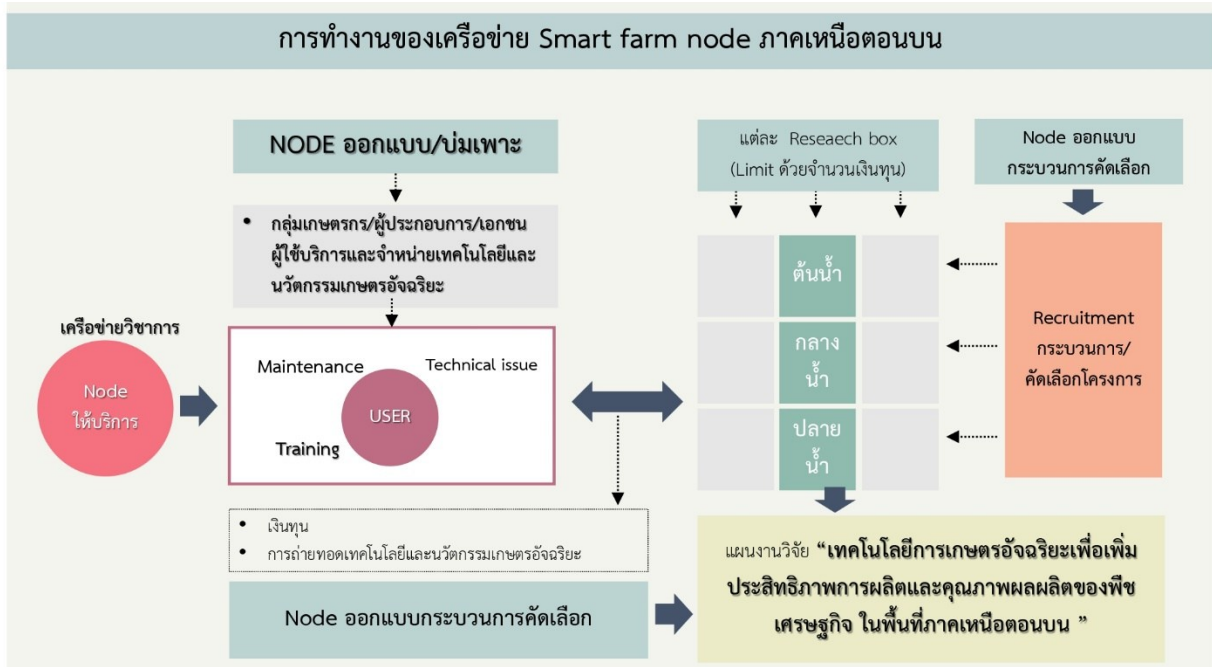 การทำงานของเครือข่าย Smart farm node ภาคเหนือตอนบน
NODE ออกแบบ/บ่มเพาะ
• กลุ่มเกษตรกร/ผู้ประกอบการ/เอกชน
ผู้ใช้บริการและจำหน่ายเทคโนโลยีและ
นวัตกรรมเกษตรอัจฉริยะ
เครือข่ายวิชาการ
Node
ให้บริการ
Maintenance
Technical issue
USER
Training
• เงินทุน
• การถ่ายทอดเทคโนโลยีและนวัตกรรมเกษตรอัจฉริยะ
Node ออกแบบกระบวนการคัดเลือก
แต่ละ Reseaech box
(Limit ด้วยจำนวนเงินทุน)
Node ออกแบบ
กระบวนการคัดเลือก
ต้นน้ำ
กลาง
น้ำ
ปลาย
น้ำ
Recruitment
กระบวนการ/
คัดเลือกโครงการ
แผนงานวิจัย “เทคโนโลยีการเกษตรอัจฉริยะเพื่อเพิ่ม
ประสิทธิภาพการผลิตและคุณภาพผลผลิตของพืช
เศรษฐกิจ ในพื้นที่ภาคเหนือตอนบน ”